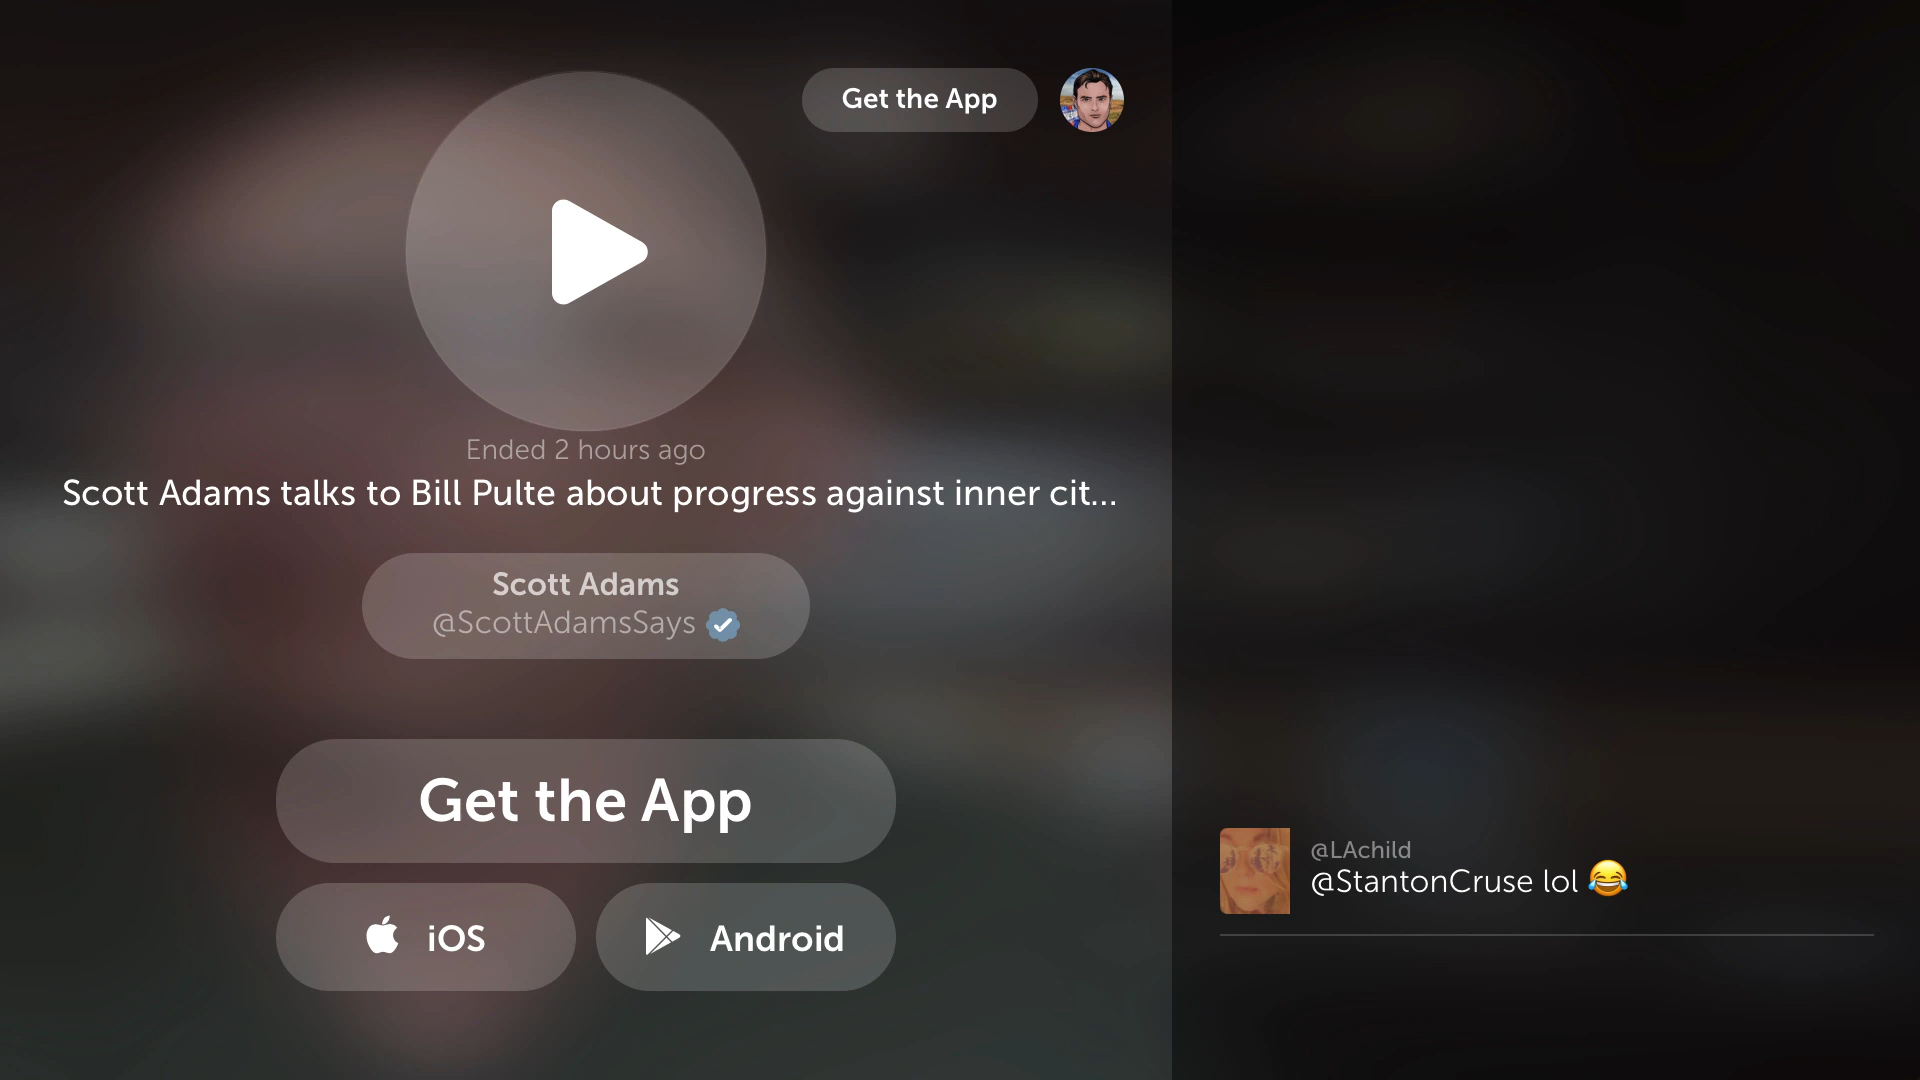 Get the App
Ended 2 hours ago
Scott Adams talks to Bill Pulte about progress against inner cit...
Scott Adams
@ScottAdamsSays
Get the App
iOS
Android
@LAchild
@StantonCruse lol 😂